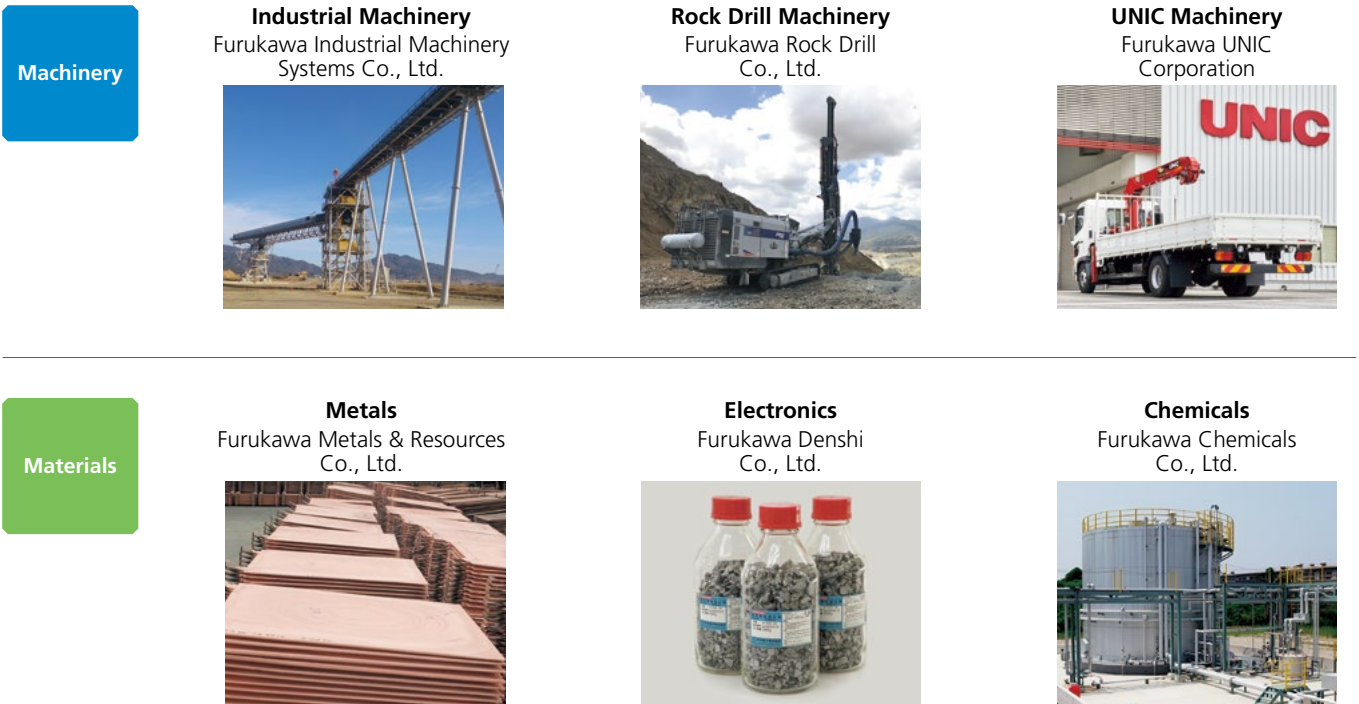 Machinery
Industrial Machinery
Furukawa Industrial Machinery
Systems Co., Ltd.
Rock Drill Machinery
Furukawa Rock Drill
Co., Ltd.
UNIC Machinery
Furukawa UNIC
Corporation
UNIC
UNIC
Materials
Metals
Furukawa Metals & Resources
Co., Ltd.
Electronics
Furukawa Denshi
Co., Ltd.
Chemicals
Furukawa Chemicals
Co., Ltd.